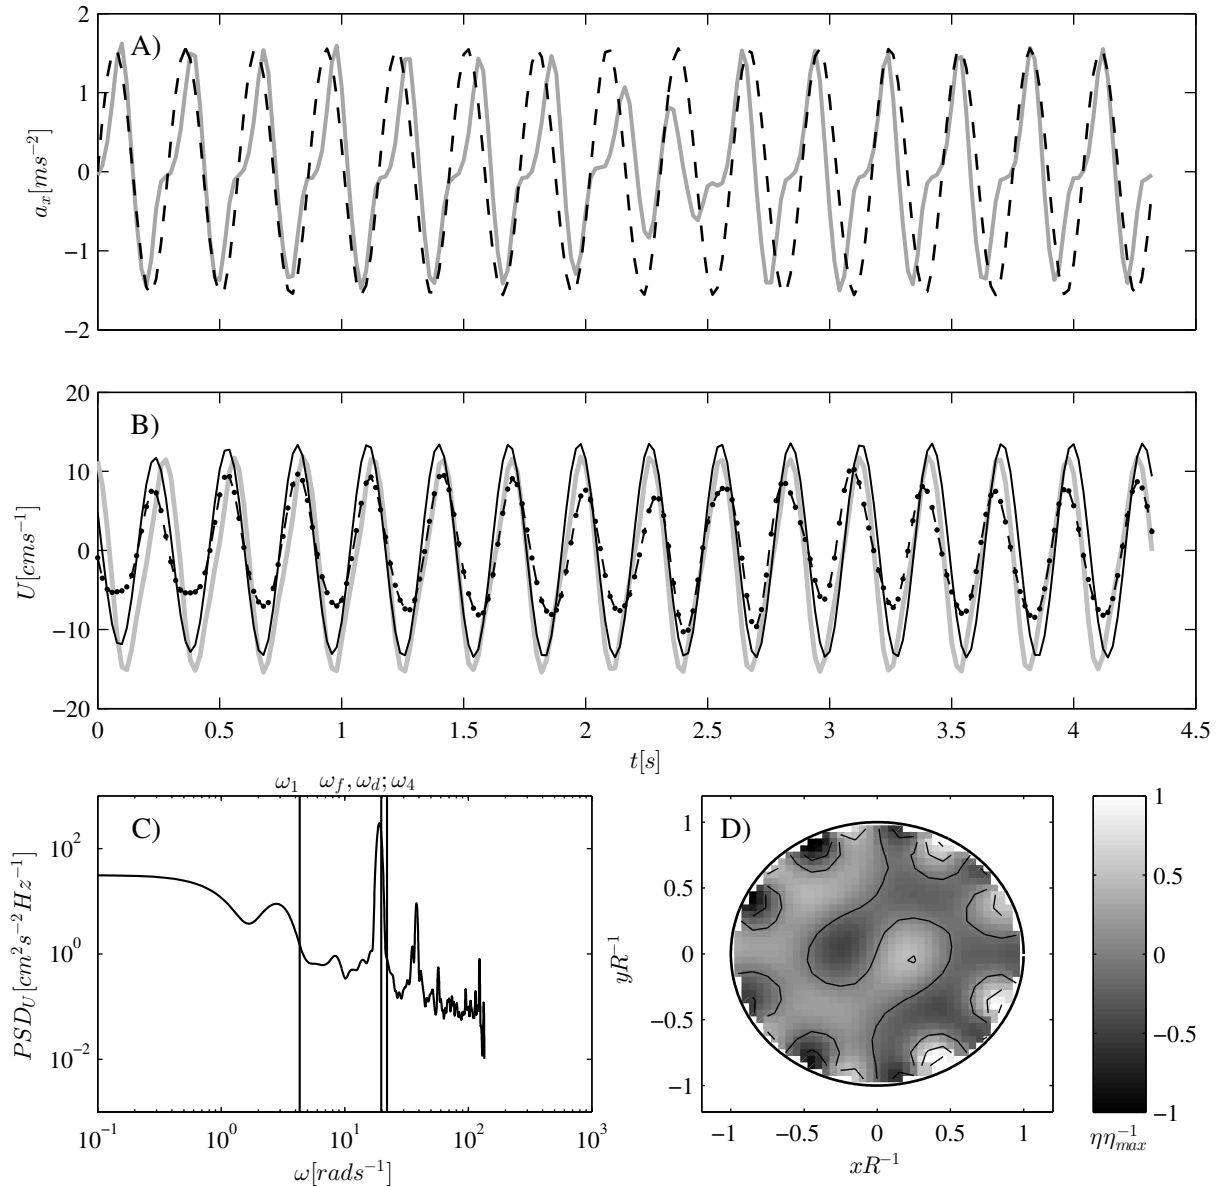 A)
2
1
0
−1
−2
a_x[ms^{−2}]
B)
20
10
0
−10
−20
U[cms^{−1}]
0 0.5 1 1.5 2 2.5 3 3.5 4 4.5
t[s]
ω_1 ω_f, ω_d; ω_4
C)
10^2
10^0
10^{−2}
PSD_U[cm^2s^{−2}Hz^{−1}]
10^{−1} 10^0 10^1 10^2 10^3
ω[rads^{−1}]
D)
1
0.5
0
−0.5
−1
yR^{−1}
−1 −0.5 0 0.5 1
xR^{−1}
1
0.5
0
−0.5
−1
ηη_{max}^{−1}